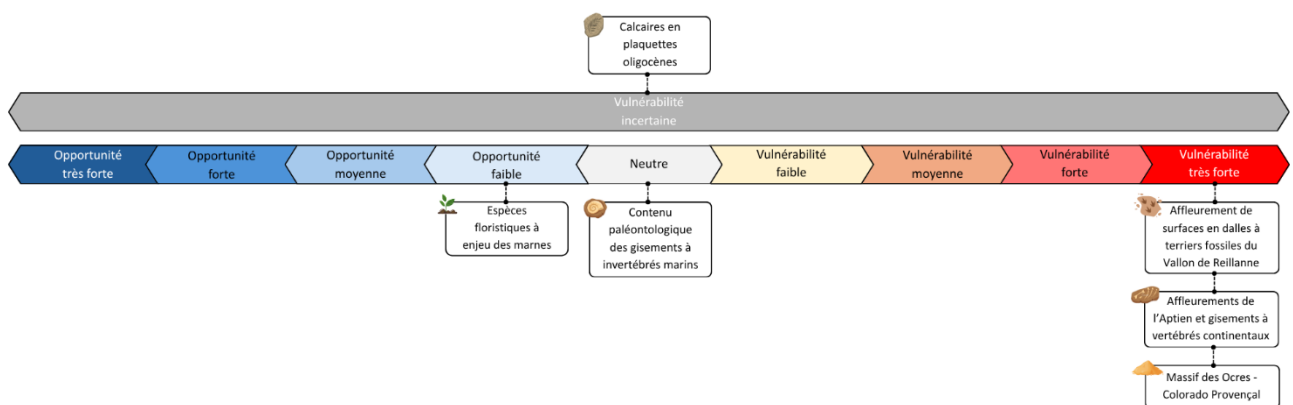 Calcaires en
plaquettes
oligocènes
Vulnérabilité
incertaine
Opportunité
très forte
Opportunité
forte
Opportunité
moyenne
Opportunité
faible
Neutre
Vulnérabilité
faible
Vulnérabilité
moyenne
Vulnérabilité
forte
Vulnérabilité
très forte
Espèces
floristiques à
enjeu des marnes
Contenu
paléontologique
des gisements à
invertébrés marins
Affleurement de
surfaces en dalles à
terriers fossiles du
Vallon de Reillanne
Affleurements de
l'Aptien et gisements à
vertébrés continentaux
Massif des Ocres -
Colorado Provençal